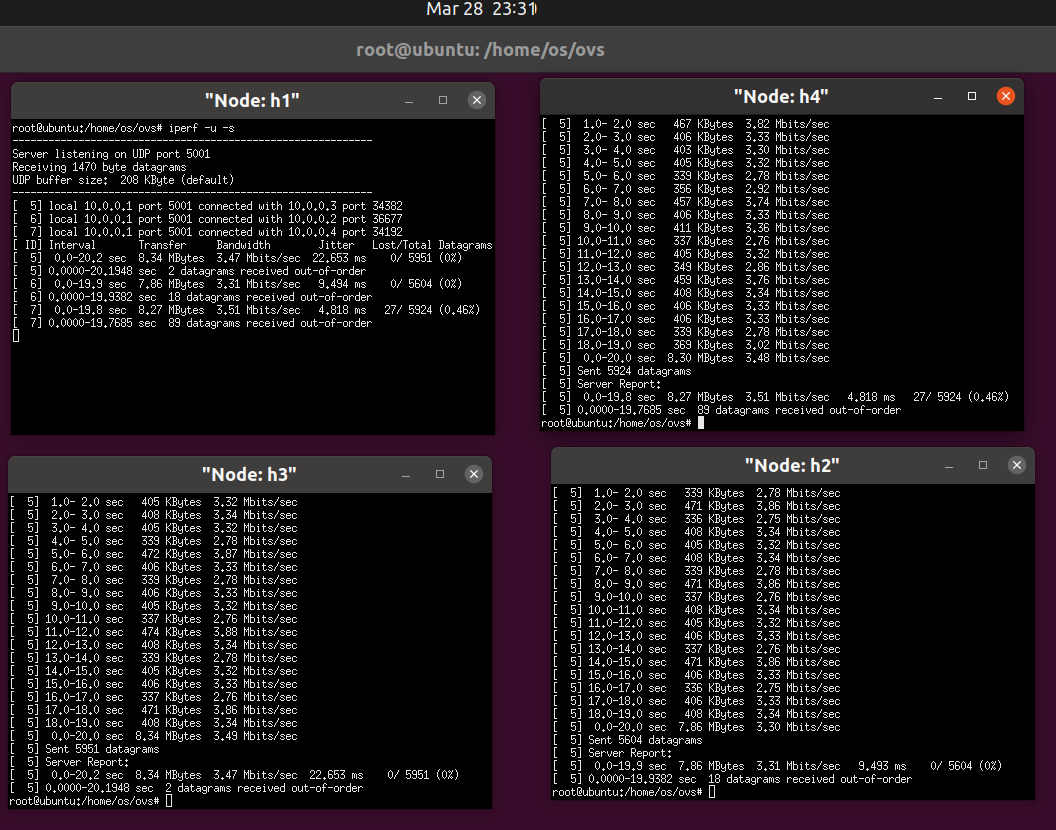 Mar 28 23:31
root@ubuntu: /home/os/ovs
"Node: h1"
root@ubuntu:/home/os/ovs# iperf -u -s
------------------------------------------------------------
Server listening on UDP port 5001
Receiving 1470 byte datagrams
UDP buffer size:  208 KByte (default)
------------------------------------------------------------
[  5] local 10.0.0.1 port 5001 connected with 10.0.0.3 port 34382
[  6] local 10.0.0.1 port 5001 connected with 10.0.0.2 port 36677
[  7] local 10.0.0.1 port 5001 connected with 10.0.0.4 port 34192
[ ID] Interval       Transfer     Bandwidth        Jitter   Lost/Total Datagrams
[  5]  0.0-20.2 sec  8.34 MBytes  3.47 Mbits/sec  22.653 ms    0/ 5951 (0%)
[  5] 0.0000-20.1948 sec  2 datagrams received out-of-order
[  6]  0.0-19.9 sec  7.86 MBytes  3.31 Mbits/sec   9.494 ms    0/ 5604 (0%)
[  6] 0.0000-19.9382 sec  18 datagrams received out-of-order
[  7]  0.0-19.8 sec  8.27 MBytes  3.51 Mbits/sec   4.818 ms   27/ 5924 (0.46%)
[  7] 0.0000-19.7685 sec  89 datagrams received out-of-order
"Node: h4"
[  5]  1.0- 2.0 sec   467 KBytes  3.82 Mbits/sec
[  5]  2.0- 3.0 sec   406 KBytes  3.33 Mbits/sec
[  5]  3.0- 4.0 sec   403 KBytes  3.30 Mbits/sec
[  5]  4.0- 5.0 sec   405 KBytes  3.32 Mbits/sec
[  5]  5.0- 6.0 sec   339 KBytes  2.78 Mbits/sec
[  5]  6.0- 7.0 sec   356 KBytes  2.92 Mbits/sec
[  5]  7.0- 8.0 sec   457 KBytes  3.74 Mbits/sec
[  5]  8.0- 9.0 sec   406 KBytes  3.33 Mbits/sec
[  5]  9.0-10.0 sec   411 KBytes  3.36 Mbits/sec
[  5] 10.0-11.0 sec   337 KBytes  2.76 Mbits/sec
[  5] 11.0-12.0 sec   405 KBytes  3.32 Mbits/sec
[  5] 12.0-13.0 sec   349 KBytes  2.86 Mbits/sec
[  5] 13.0-14.0 sec   459 KBytes  3.76 Mbits/sec
[  5] 14.0-15.0 sec   408 KBytes  3.34 Mbits/sec
[  5] 15.0-16.0 sec   406 KBytes  3.33 Mbits/sec
[  5] 16.0-17.0 sec   406 KBytes  3.33 Mbits/sec
[  5] 17.0-18.0 sec   339 KBytes  2.78 Mbits/sec
[  5] 18.0-19.0 sec   369 KBytes  3.02 Mbits/sec
[  5]  0.0-20.0 sec  8.30 MBytes  3.48 Mbits/sec
[  5] Sent 5924 datagrams
[  5] Server Report:
[  5]  0.0-19.8 sec  8.27 MBytes  3.51 Mbits/sec   4.818 ms   27/ 5924 (0.46%)
[  5] 0.0000-19.7685 sec  89 datagrams received out-of-order
root@ubuntu:/home/os/ovs#
"Node: h3"
[  5]  1.0- 2.0 sec   405 KBytes  3.32 Mbits/sec
[  5]  2.0- 3.0 sec   408 KBytes  3.34 Mbits/sec
[  5]  3.0- 4.0 sec   405 KBytes  3.32 Mbits/sec
[  5]  4.0- 5.0 sec   339 KBytes  2.78 Mbits/sec
[  5]  5.0- 6.0 sec   472 KBytes  3.87 Mbits/sec
[  5]  6.0- 7.0 sec   406 KBytes  3.33 Mbits/sec
[  5]  7.0- 8.0 sec   339 KBytes  2.78 Mbits/sec
[  5]  8.0- 9.0 sec   406 KBytes  3.33 Mbits/sec
[  5]  9.0-10.0 sec   405 KBytes  3.32 Mbits/sec
[  5] 10.0-11.0 sec   337 KBytes  2.76 Mbits/sec
[  5] 11.0-12.0 sec   474 KBytes  3.88 Mbits/sec
[  5] 12.0-13.0 sec   408 KBytes  3.34 Mbits/sec
[  5] 13.0-14.0 sec   339 KBytes  2.78 Mbits/sec
[  5] 14.0-15.0 sec   405 KBytes  3.32 Mbits/sec
[  5] 15.0-16.0 sec   406 KBytes  3.33 Mbits/sec
[  5] 16.0-17.0 sec   337 KBytes  2.76 Mbits/sec
[  5] 17.0-18.0 sec   471 KBytes  3.86 Mbits/sec
[  5] 18.0-19.0 sec   408 KBytes  3.34 Mbits/sec
[  5]  0.0-20.0 sec  8.34 MBytes  3.49 Mbits/sec
[  5] Sent 5951 datagrams
[  5] Server Report:
[  5]  0.0-20.2 sec  8.34 MBytes  3.47 Mbits/sec  22.653 ms    0/ 5951 (0%)
[  5] 0.0000-20.1948 sec  2 datagrams received out-of-order
root@ubuntu:/home/os/ovs#
"Node: h2"
[  5]  1.0- 2.0 sec   339 KBytes  2.78 Mbits/sec
[  5]  2.0- 3.0 sec   471 KBytes  3.86 Mbits/sec
[  5]  3.0- 4.0 sec   336 KBytes  2.75 Mbits/sec
[  5]  4.0- 5.0 sec   408 KBytes  3.34 Mbits/sec
[  5]  5.0- 6.0 sec   405 KBytes  3.32 Mbits/sec
[  5]  6.0- 7.0 sec   408 KBytes  3.34 Mbits/sec
[  5]  7.0- 8.0 sec   339 KBytes  2.78 Mbits/sec
[  5]  8.0- 9.0 sec   471 KBytes  3.86 Mbits/sec
[  5]  9.0-10.0 sec   337 KBytes  2.76 Mbits/sec
[  5] 10.0-11.0 sec   408 KBytes  3.34 Mbits/sec
[  5] 11.0-12.0 sec   405 KBytes  3.32 Mbits/sec
[  5] 12.0-13.0 sec   406 KBytes  3.33 Mbits/sec
[  5] 13.0-14.0 sec   337 KBytes  2.76 Mbits/sec
[  5] 14.0-15.0 sec   471 KBytes  3.86 Mbits/sec
[  5] 15.0-16.0 sec   406 KBytes  3.33 Mbits/sec
[  5] 16.0-17.0 sec   336 KBytes  2.75 Mbits/sec
[  5] 17.0-18.0 sec   406 KBytes  3.33 Mbits/sec
[  5] 18.0-19.0 sec   408 KBytes  3.34 Mbits/sec
[  5]  0.0-20.0 sec  7.86 MBytes  3.30 Mbits/sec
[  5] Sent 5604 datagrams
[  5] Server Report:
[  5]  0.0-19.9 sec  7.86 MBytes  3.31 Mbits/sec   9.493 ms    0/ 5604 (0%)
[  5] 0.0000-19.9382 sec  18 datagrams received out-of-order
root@ubuntu:/home/os/ovs#